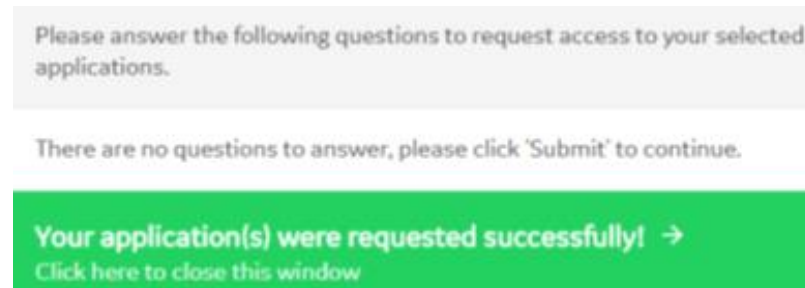 Please answer the following questions to request access to your selected
applications.
There are no questions to answer, please click 'Submit' to continue.
Your application(s) were requested successfully! →
Click here to close this window